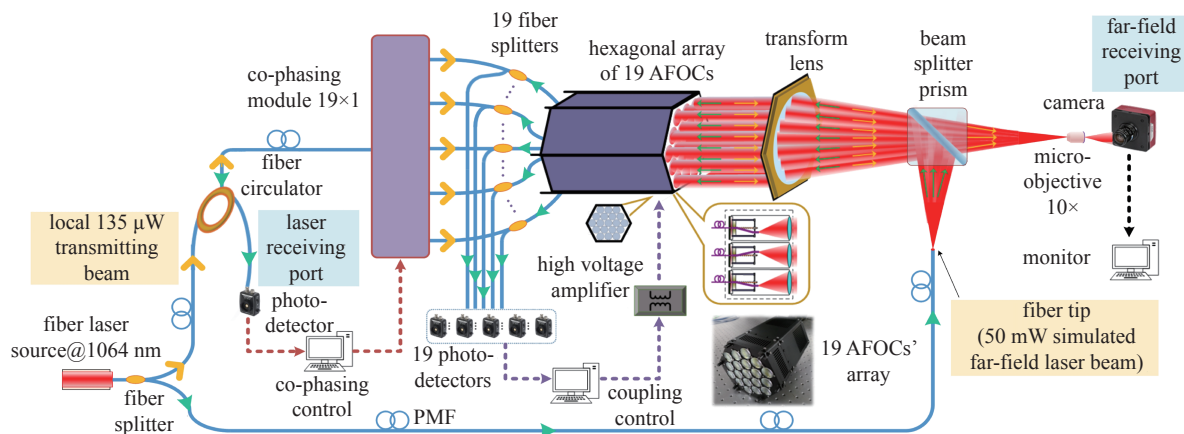 19 fiber
splitters
co-phasing
module 19×1
hexagonal array
of 19 AFOCs
transform
lens
beam
splitter
prism
far-field
receiving
port
camera
micro-
objective
10×
monitor
fiber
circulator
local 135 μW
transmitting
beam
laser
receiving
port
photo-
detector
fiber laser
source@1064 nm
fiber
splitter
co-phasing
control
19 photo-
detectors
high voltage
amplifier
coupling
control
19 AFOCs’
array
fiber tip
(50 mW simulated
far-field laser beam)
PMF